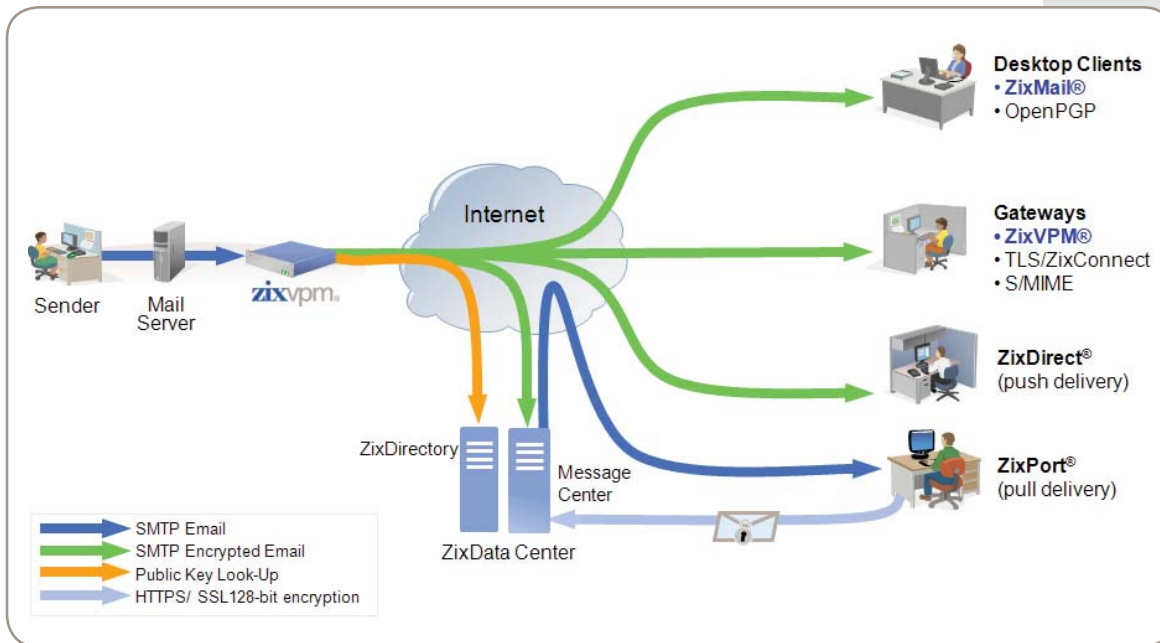 Desktop Clients
• ZixMail®
• OpenPGP
Internet
Gateways
• ZixVPM®
• TLS/ZixConnect
• S/MIME
Sender
Mail
Server
zixvpm®
ZixDirect®
(push delivery)
ZixDirectory
Message
Center
ZixPort®
(pull delivery)
ZixData Center
SMTP Email
SMTP Encrypted Email
Public Key Look-Up
HTTPS/ SSL128-bit encryption